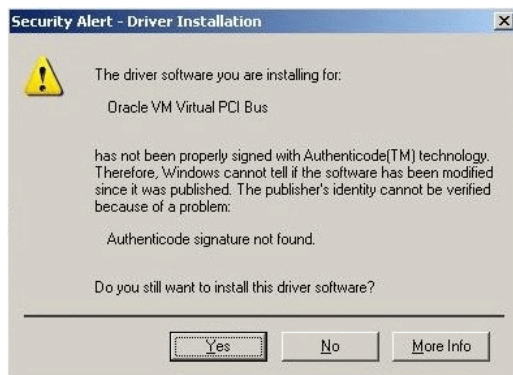 Security Alert - Driver Installation
The driver software you are installing for:
Oracle VM Virtual PCI Bus
has not been properly signed with Authenticode(TM) technology.
Therefore, Windows cannot tell if the software has been modified
since it was published. The publisher's identity cannot be verified
because of a problem:
Authenticode signature not found.
Do you still want to install this driver software?
Yes
No
More Info